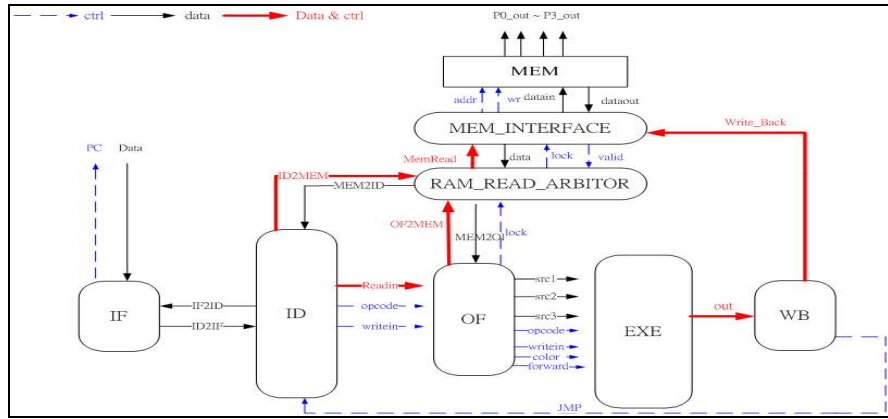 ctrl
data
Data & ctrl
P0_out ~ P3_out
MEM
addr
wr
datain
dataout
MEM_INTERFACE
Write_Back
PC
Data
MemRead
data
lock
valid
ID2MEM
MEM2ID
RAM_READ_ARBITOR
OF2MEM
MEM2OF
lock
IF
IF2ID
ID2IF
ID
Readin
opcode
writein
OF
src1
src2
src3
opcode
writein
color
forward
EXE
out
WB
JMP